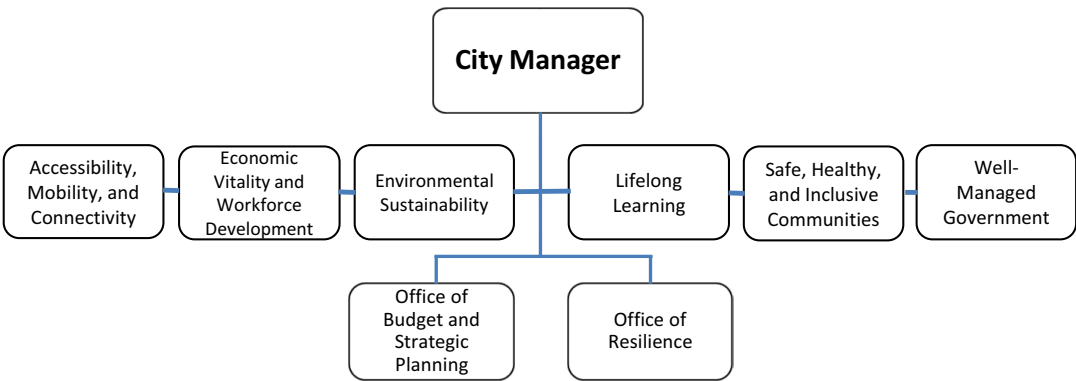 City Manager
Accessibility,
Mobility, and
Connectivity
Economic
Vitality and
Workforce
Development
Environmental
Sustainability
Lifelong
Learning
Safe, Healthy,
and Inclusive
Communities
Well-
Managed
Government
Office of
Budget and
Strategic
Planning
Office of
Resilience